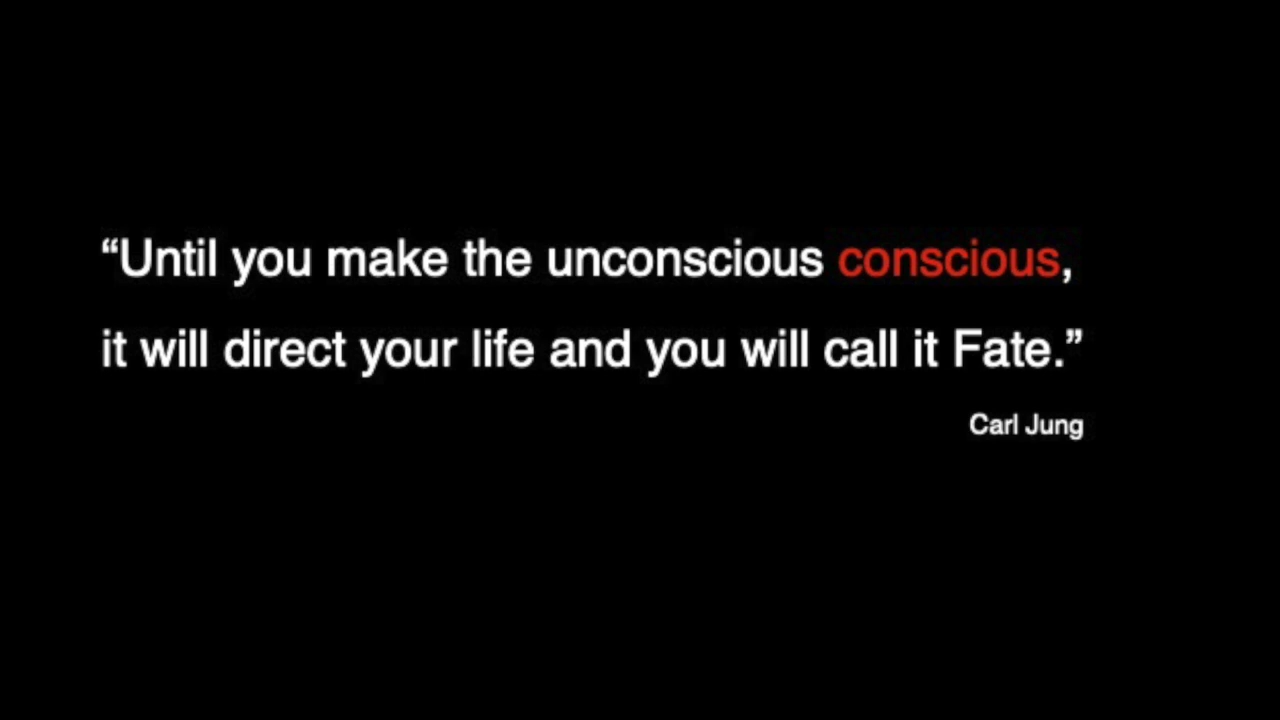 “Until you make the unconscious conscious,
it will direct your life and you will call it Fate.”
Carl Jung